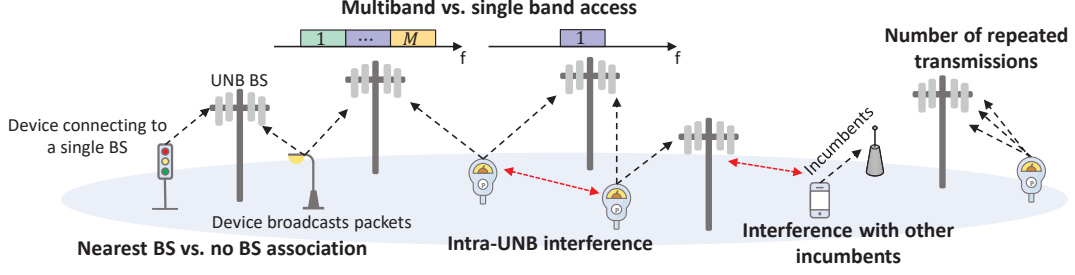 Multiband vs. single band access
1 ... M
f
1
f
Number of repeated
transmissions
UNB BS
Device connecting to
a single BS
Incumbents
P
P
P
Device broadcasts packets
Nearest BS vs. no BS association
Intra-UNB interference
Interference with other
incumbents